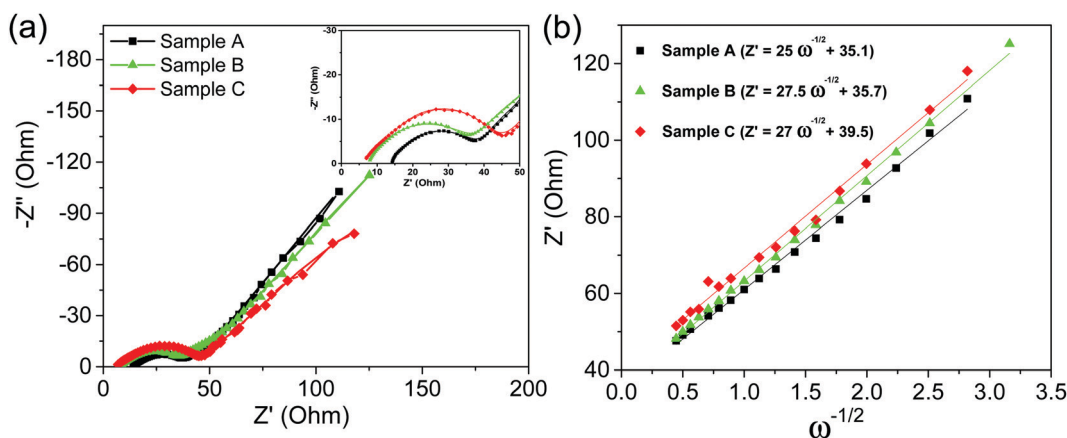 (a)
-180
-150
-120
-90
-60
-30
0
-Z'' (Ohm)
0 50 100 150 200
Z' (Ohm)
Sample A
Sample B
Sample C
-30
-20
-10
0
-Z'' (Ohm)
0 10 20 30 40 50
Z' (Ohm)
(b)
120
100
80
60
40
Z' (Ohm)
0.0 0.5 1.0 1.5 2.0 2.5 3.0 3.5
ω-1/2
Sample A (Z' = 25 ω-1/2 + 35.1)
Sample B (Z' = 27.5 ω-1/2 + 35.7)
Sample C (Z' = 27 ω-1/2 + 39.5)